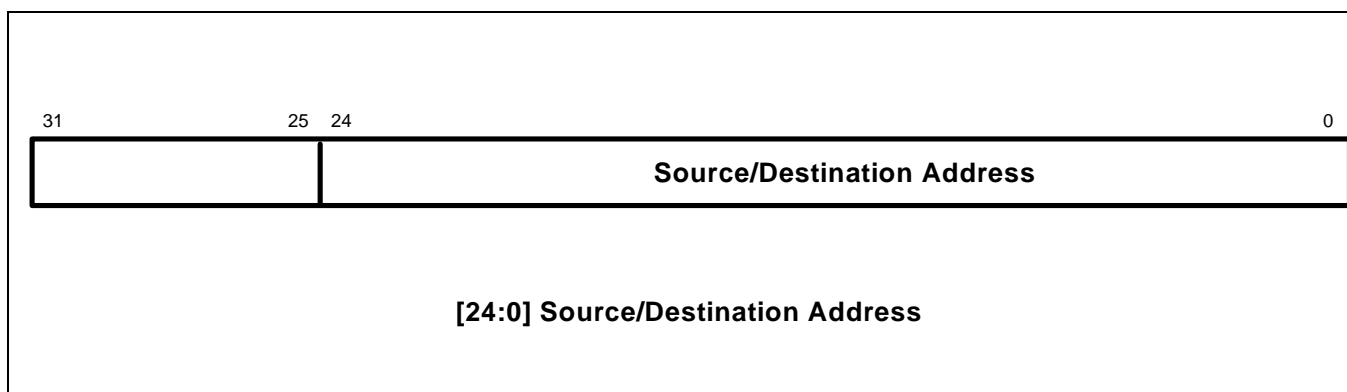 31 25 24 0
Source/Destination Address
[24:0] Source/Destination Address